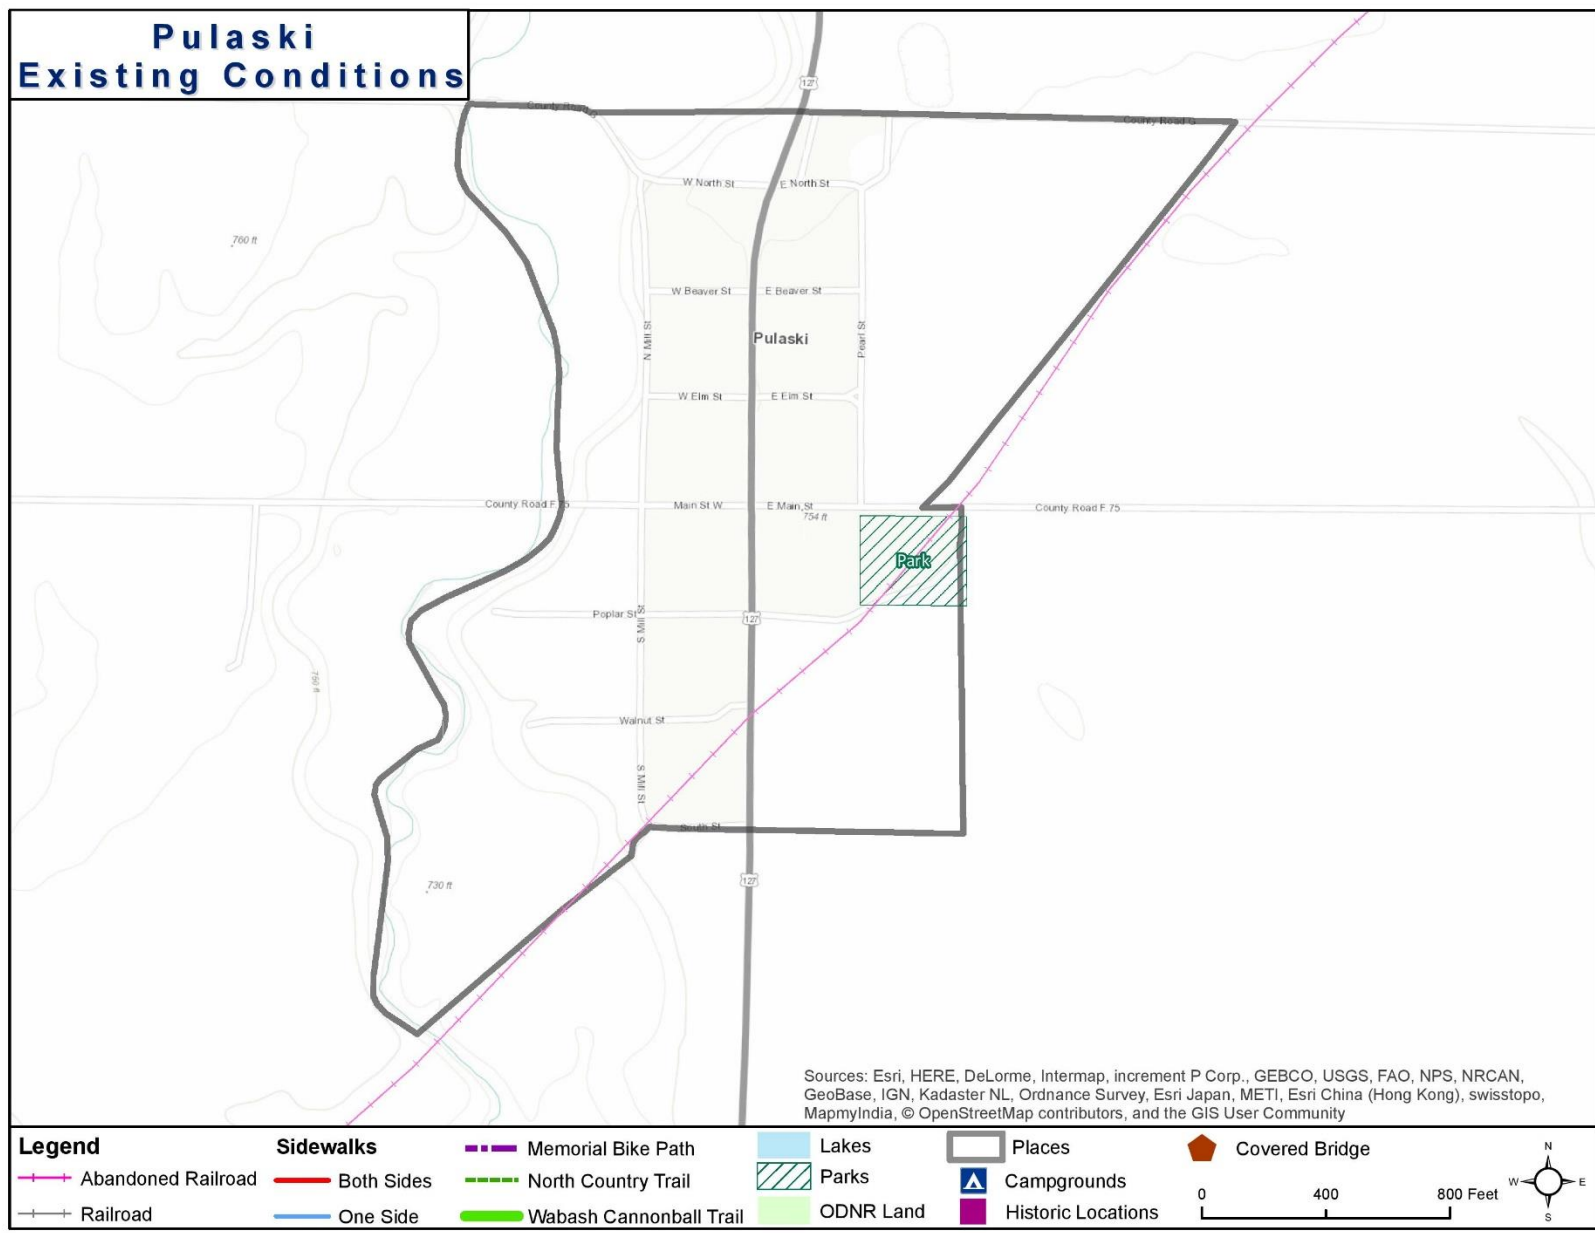 Pulaski
Existing Conditions
127
County Road G
County Road G
W North St
E North St
760 ft
W Beaver St
E Beaver St
N Mill St
Pulaski
Pearl St
W Elm St
E Elm St
County Road F 75
Main St W
E Main St
754 ft
County Road F 75
Park
Poplar St
S Mill St
127
750 ft
Walnut St
S Mill St
South St
127
730 ft
Sources: Esri, HERE, DeLorme, Intermap, increment P Corp., GEBCO, USGS, FAO, NPS, NRCAN,
GeoBase, IGN, Kadaster NL, Ordnance Survey, Esri Japan, METI, Esri China (Hong Kong), swisstopo,
MapmyIndia, © OpenStreetMap contributors, and the GIS User Community
Legend
Abandoned Railroad
Railroad
Sidewalks
Both Sides
One Side
Memorial Bike Path
North Country Trail
Wabash Cannonball Trail
Lakes
Parks
ODNR Land
Places
Campgrounds
Historic Locations
Covered Bridge
0 400 800 Feet
N
W E
S